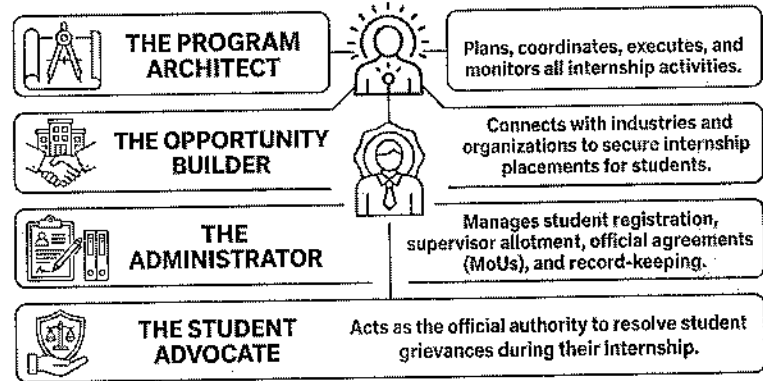 THE PROGRAM
ARCHITECT
Plans, coordinates, executes, and
monitors all internship activities.
THE OPPORTUNITY
BUILDER
Connects with industries and
organizations to secure internship
placements for students.
THE
ADMINISTRATOR
Manages student registration,
supervisor allotment, official agreements
(MoUs), and record-keeping.
THE STUDENT
ADVOCATE
Acts as the official authority to resolve student
grievances during their internship.